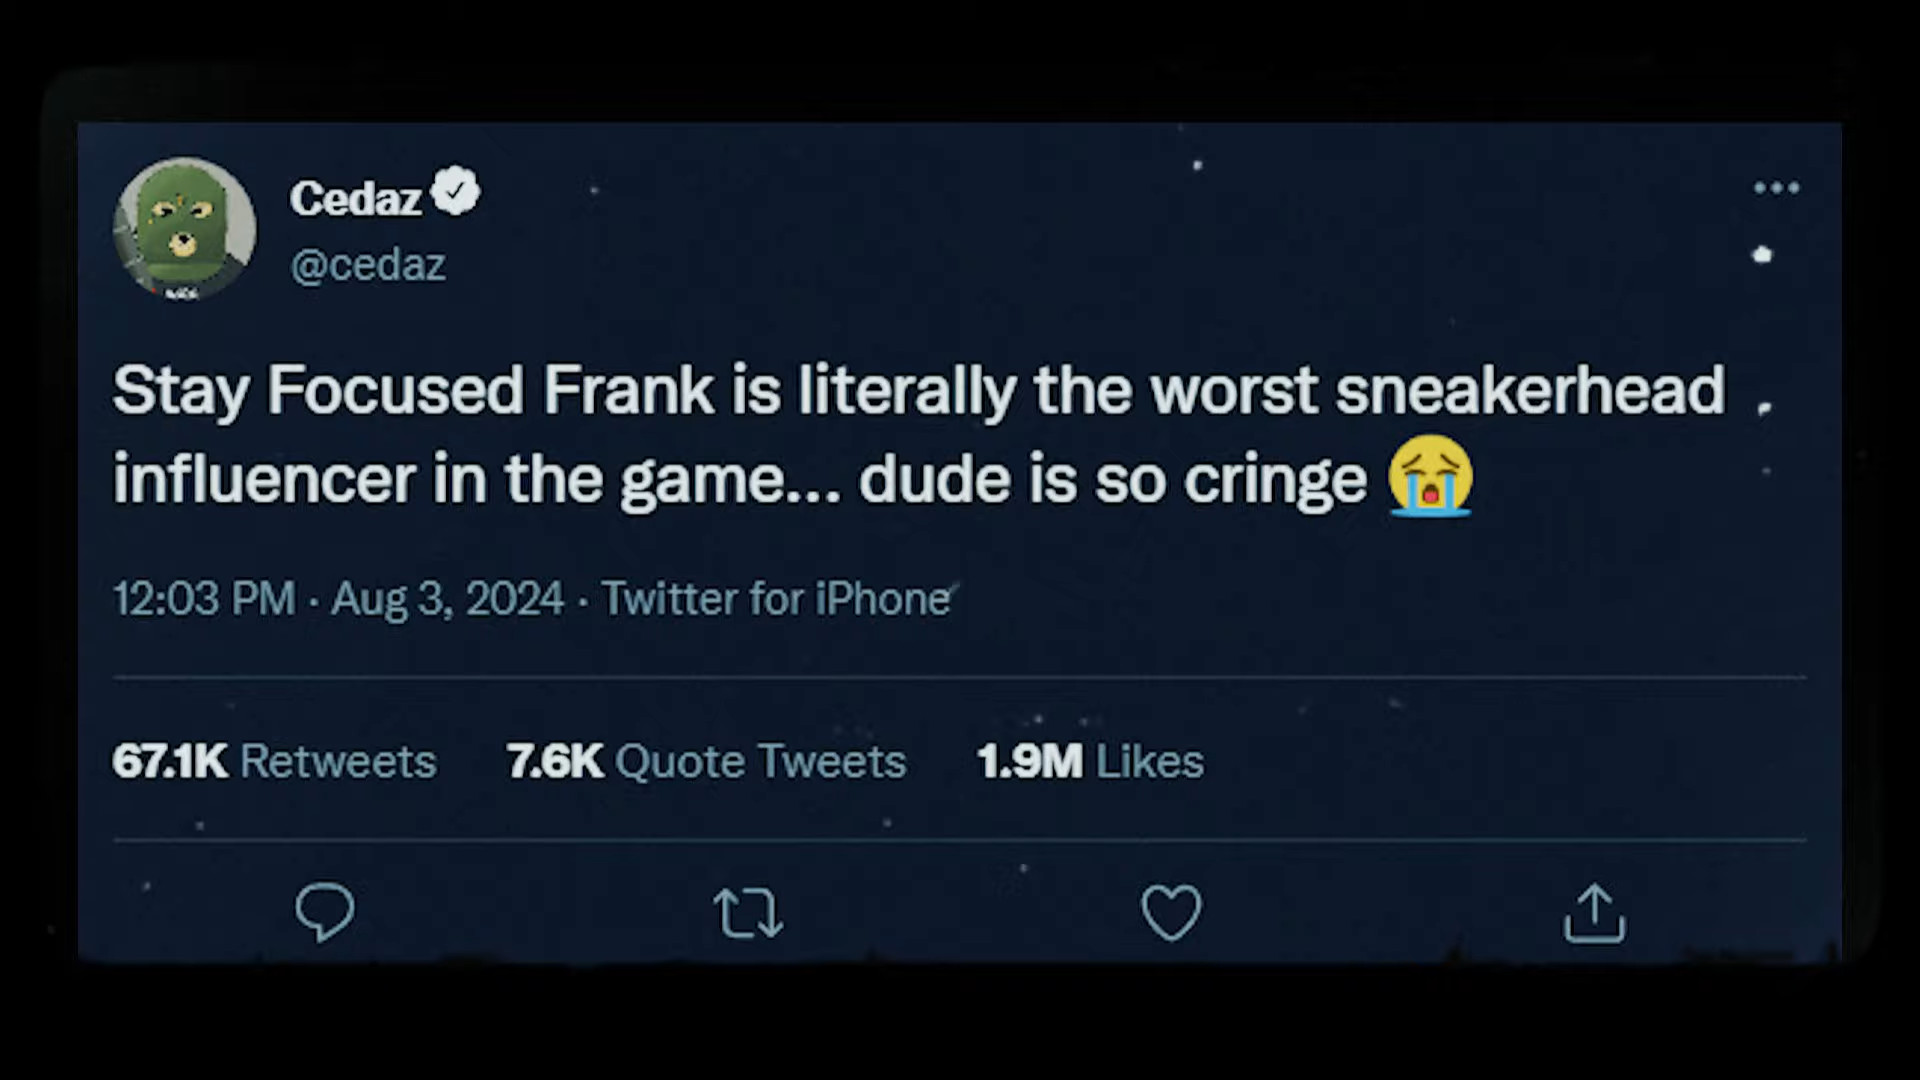 Cedaz
@cedaz
Stay Focused Frank is literally the worst sneakerhead
influencer in the game... dude is so cringe 😭
12:03 PM · Aug 3, 2024 · Twitter for iPhone
67.1K Retweets 7.6K Quote Tweets 1.9M Likes